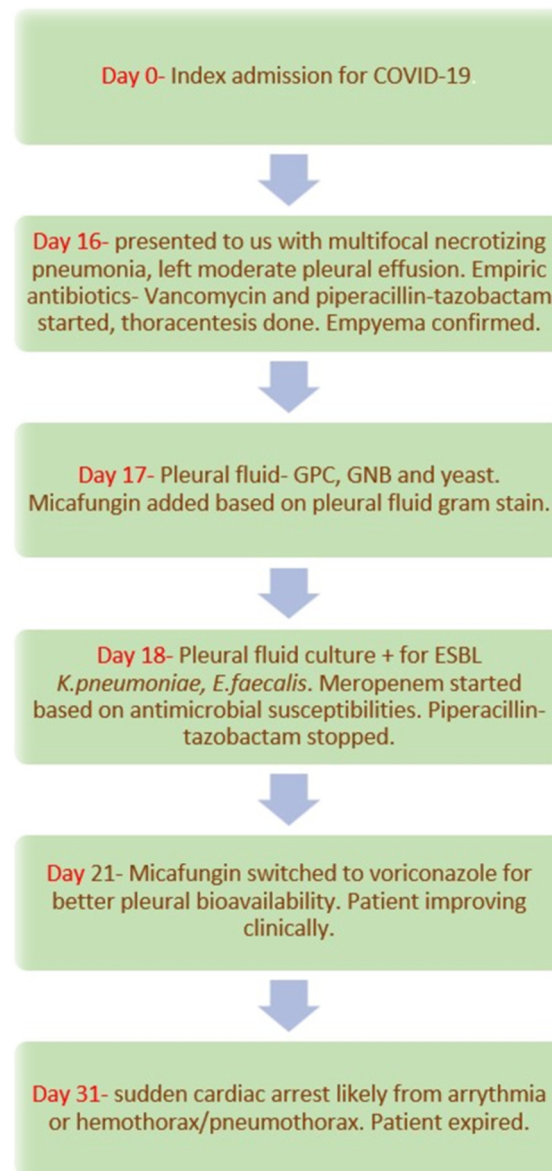 Day 0- Index admission for COVID-19.
Day 16- presented to us with multifocal necrotizing
pneumonia, left moderate pleural effusion. Empiric
antibiotics- Vancomycin and piperacillin-tazobactam
started, thoracentesis done. Empyema confirmed.
Day 17- Pleural fluid- GPC, GNB and yeast.
Micafungin added based on pleural fluid gram stain.
Day 18- Pleural fluid culture + for ESBL
K.pneumoniae, E.faecalis. Meropenem started
based on antimicrobial susceptibilities. Piperacillin-
tazobactam stopped.
Day 21- Micafungin switched to voriconazole for
better pleural bioavailability. Patient improving
clinically.
Day 31- sudden cardiac arrest likely from arrythmia
or hemothorax/pneumothorax. Patient expired.